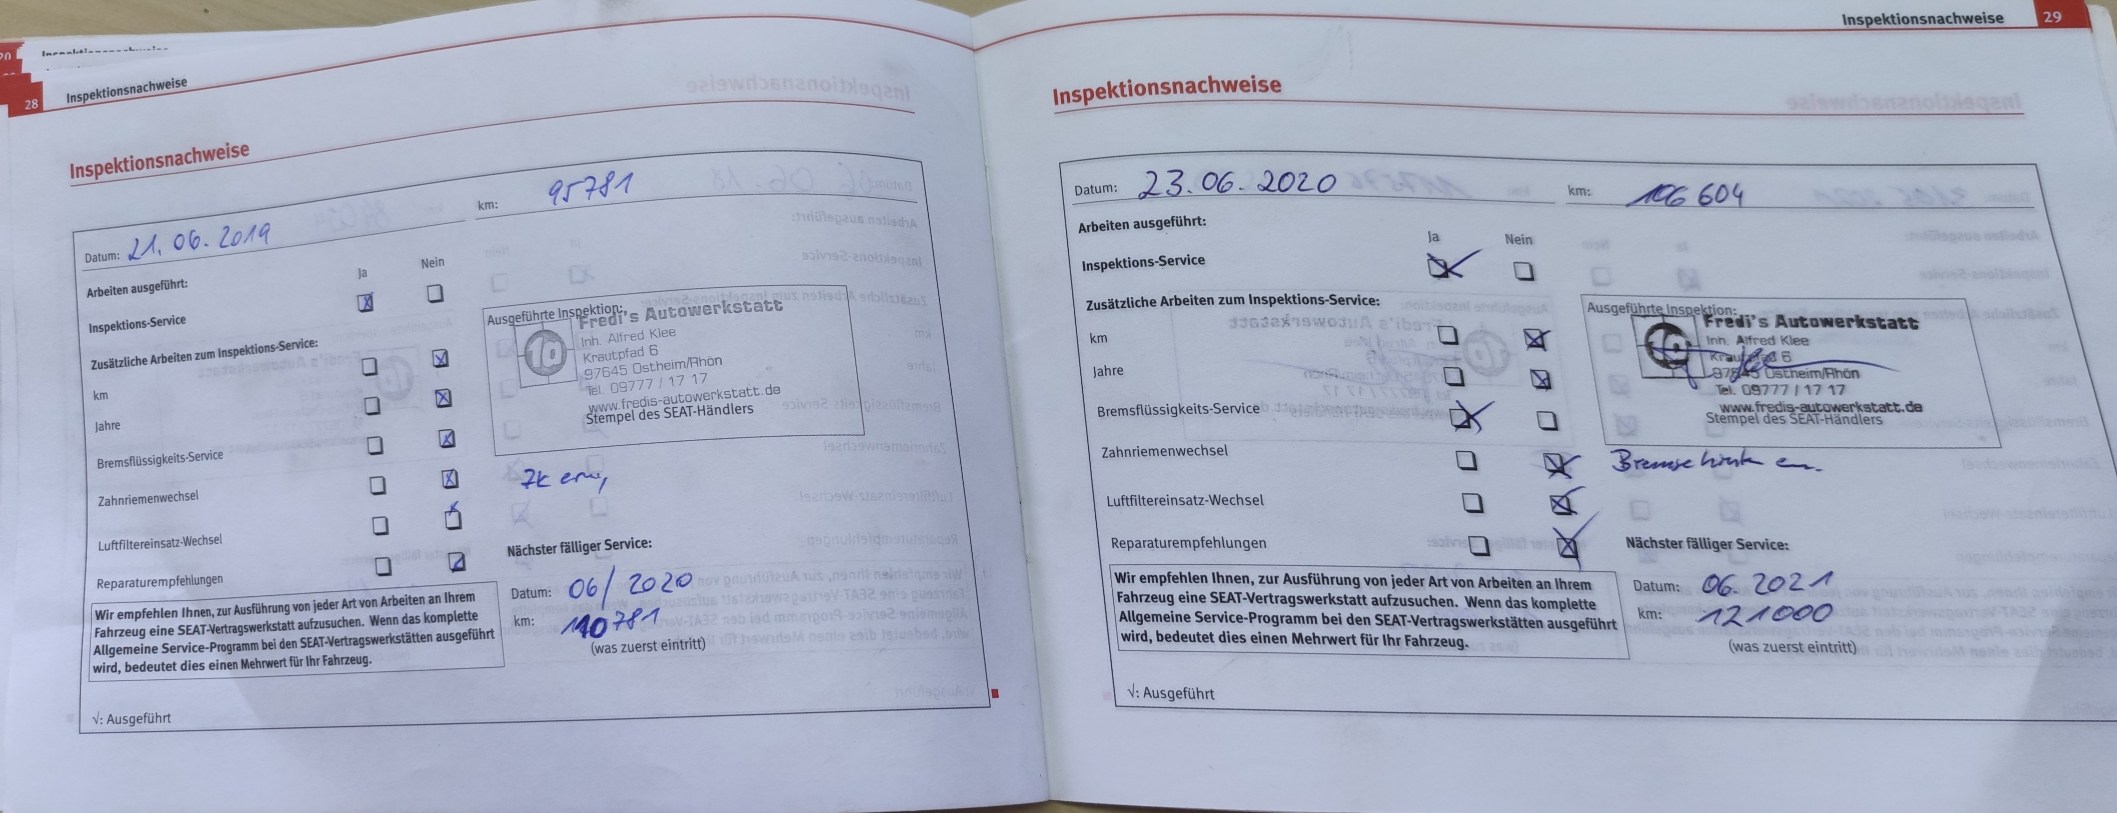 28
Inspektionsnachweise
Inspektionsnachweise
Datum: 21.06.2019
km: 95781
Arbeiten ausgeführt:
Ja
Nein
Inspektions-Service
Zusätzliche Arbeiten zum Inspektions-Service:
km
Jahre
Bremsflüssigkeits-Service
Zahnriemenwechsel
Luftfiltereinsatz-Wechsel
Reparaturempfehlungen
Ausgeführte Inspektion:
Fredi's Autowerkstatt
Inh. Alfred Klee
Krautpfad 6
97645 Ostheim/Rhön
Tel. 09777 / 17 17
www.fredis-autowerkstatt.de
Stempel des SEAT-Händlers
Nächster fälliger Service:
Datum: 06/2020
km: 110781
(was zuerst eintritt)
Wir empfehlen Ihnen, zur Ausführung von jeder Art von Arbeiten an Ihrem
Fahrzeug eine SEAT-Vertragswerkstatt aufzusuchen. Wenn das komplette
Allgemeine Service-Programm bei den SEAT-Vertragswerkstätten ausgeführt
wird, bedeutet dies einen Mehrwert für Ihr Fahrzeug.
√: Ausgeführt
Inspektionsnachweise
29
Inspektionsnachweise
Datum: 23.06.2020
km: 106 604
Arbeiten ausgeführt:
Ja
Nein
Inspektions-Service
Zusätzliche Arbeiten zum Inspektions-Service:
km
Jahre
Bremsflüssigkeits-Service
Zahnriemenwechsel
Luftfiltereinsatz-Wechsel
Reparaturempfehlungen
Ausgeführte Inspektion:
Fredi's Autowerkstatt
Inh. Alfred Klee
Krautpfad 6
97645 Ostheim/Rhön
Tel. 09777 / 17 17
www.fredis-autowerkstatt.de
Stempel des SEAT-Händlers
Nächster fälliger Service:
Datum: 06.2021
km: 121000
(was zuerst eintritt)
Wir empfehlen Ihnen, zur Ausführung von jeder Art von Arbeiten an Ihrem
Fahrzeug eine SEAT-Vertragswerkstatt aufzusuchen. Wenn das komplette
Allgemeine Service-Programm bei den SEAT-Vertragswerkstätten ausgeführt
wird, bedeutet dies einen Mehrwert für Ihr Fahrzeug.
√: Ausgeführt